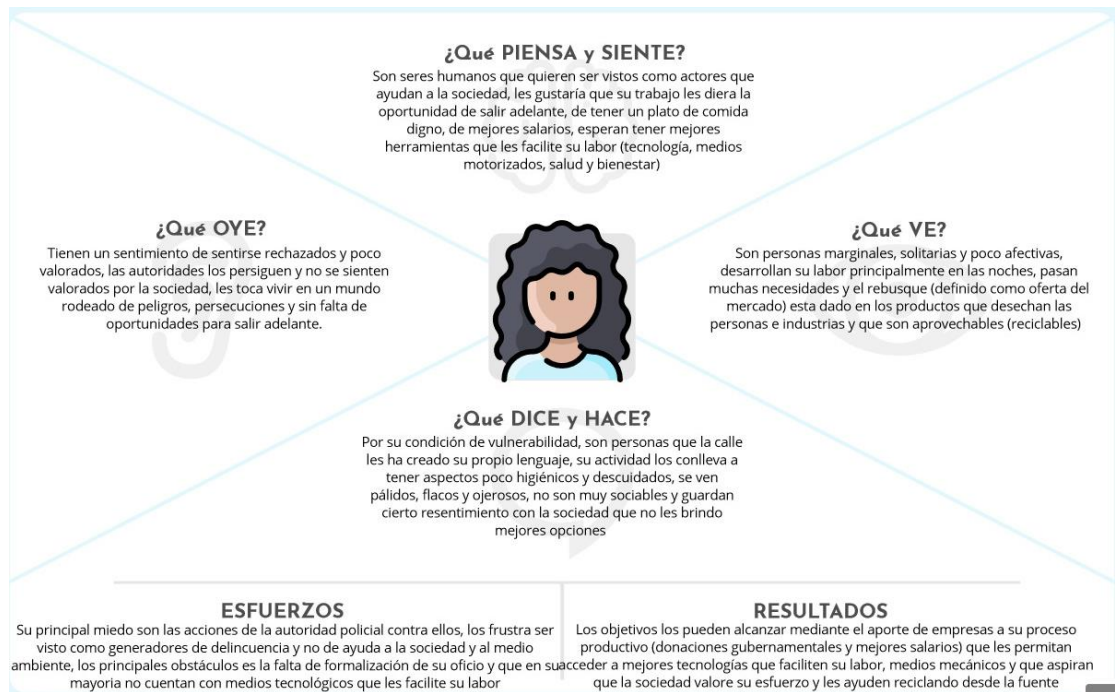 ¿Qué PIENSA y SIENTE?
Son seres humanos que quieren ser vistos como actores que
ayudan a la sociedad, les gustaría que su trabajo les diera la
oportunidad de salir adelante, de tener un plato de comida
digno, de mejores salarios, esperan tener mejores
herramientas que les facilite su labor (tecnología, medios
motorizados, salud y bienestar)
¿Qué OYE?
Tienen un sentimiento de sentirse rechazados y poco
valorados, las autoridades los persiguen y no se sienten
valorados por la sociedad, les toca vivir en un mundo
rodeado de peligros, persecuciones y sin falta de
oportunidades para salir adelante.
¿Qué VE?
Son personas marginales, solitarias y poco afectivas,
desarrollan su labor principalmente en las noches, pasan
muchas necesidades y el rebusque (definido como oferta del
mercado) esta dado en los productos que desechan las
personas e industrias y que son aprovechables (reciclables)
¿Qué DICE y HACE?
Por su condición de vulnerabilidad, son personas que la calle
les ha creado su propio lenguaje, su actividad los conlleva a
tener aspectos poco higiénicos y descuidados, se ven
pálidos, flacos y ojerosos, no son muy sociables y guardan
cierto resentimiento con la sociedad que no les brindo
mejores opciones
ESFUERZOS
Su principal miedo son las acciones de la autoridad policial contra ellos, los frustra ser
visto como generadores de delincuencia y no de ayuda a la sociedad y al medio
ambiente, los principales obstáculos es la falta de formalización de su oficio y que en su
mayoria no cuentan con medios tecnológicos que les facilite su labor
RESULTADOS
Los objetivos los pueden alcanzar mediante el aporte de empresas a su proceso
productivo (donaciones gubernamentales y mejores salarios) que les permitan
acceder a mejores tecnologías que faciliten su labor, medios mecánicos y que aspiran
que la sociedad valore su esfuerzo y les ayuden reciclando desde la fuente